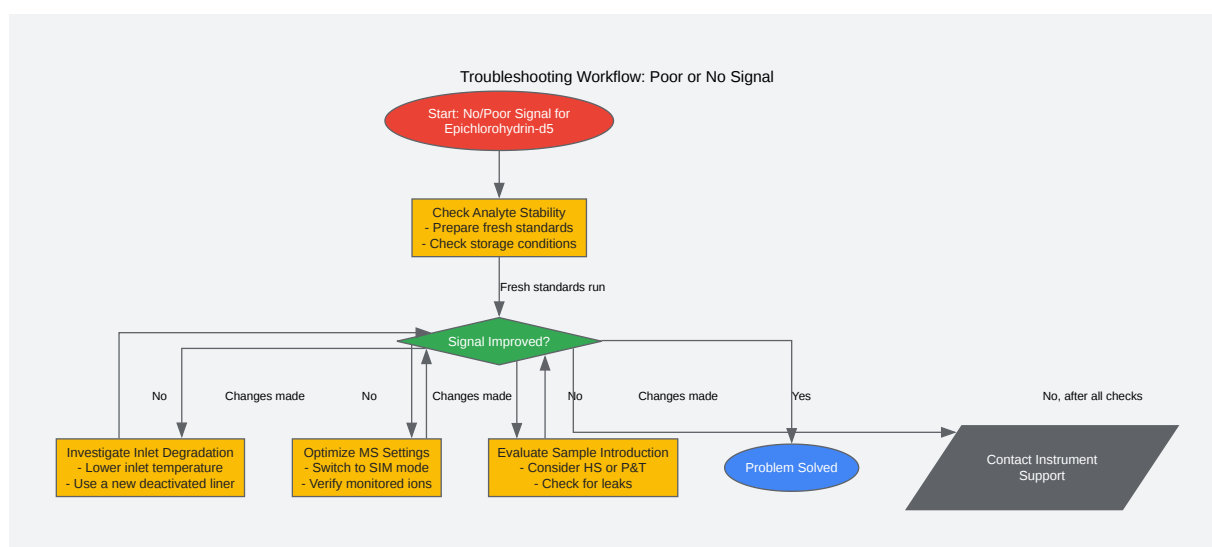 Troubleshooting Workflow: Poor or No Signal
Start: No/Poor Signal for
Epichlorohydrin-d5
Check Analyte Stability
- Prepare fresh standards
- Check storage conditions
Fresh standards run
Signal Improved?
No
Changes made
No
Changes made
No
Changes made
Yes
No, after all checks
Investigate Inlet Degradation
- Lower inlet temperature
- Use a new deactivated liner
Optimize MS Settings
- Switch to SIM mode
- Verify monitored ions
Evaluate Sample Introduction
- Consider HS or P&T
- Check for leaks
Problem Solved
Contact Instrument
Support